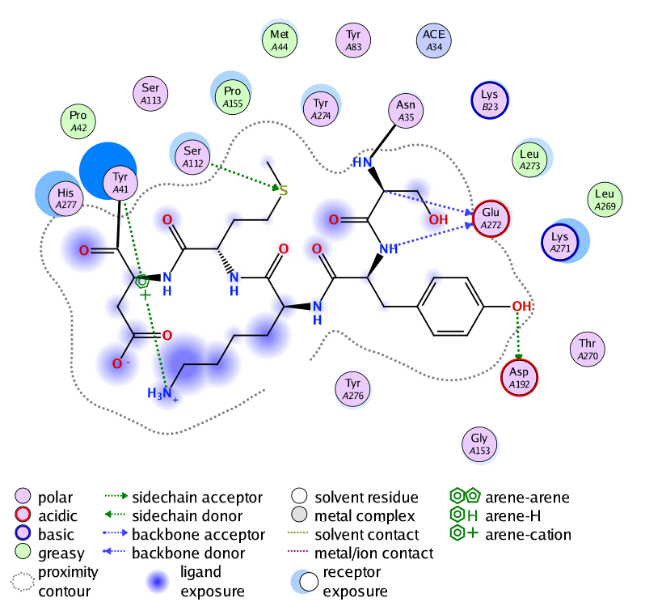 Met
A44
Tyr
A83
ACE
A34
Ser
A113
Pro
A155
Tyr
A274
Asn
A35
Lys
B23
Pro
A42
Ser
A112
Leu
A273
Tyr
A41
His
A277
Leu
A269
Glu
A272
Lys
A271
HN
S
OH
O
O
O
NH
O
O
N
H
N
H
N
H
+
O
O
-
H₃N+
OH
Thr
A270
Asp
A192
Tyr
A276
Gly
A153
polar
acidic
basic
greasy
proximity
contour
sidechain acceptor
sidechain donor
backbone acceptor
backbone donor
ligand
exposure
solvent residue
metal complex
solvent contact
metal/ion contact
receptor
exposure
arene-arene
H arene-H
+ arene-cation